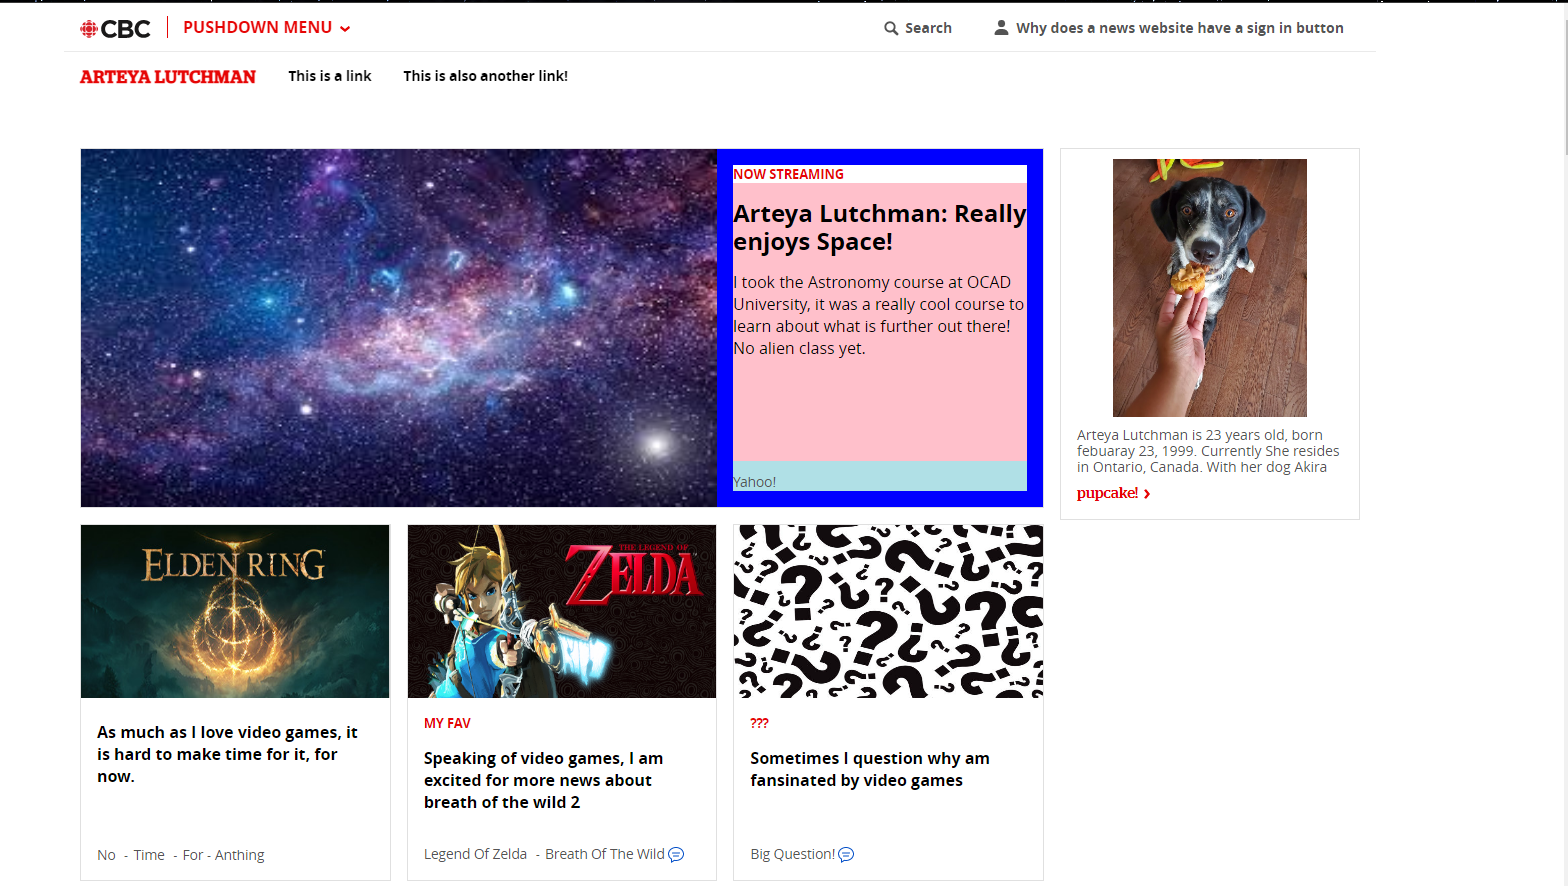 CBC
PUSHDOWN MENU
Search
Why does a news website have a sign in button
ARTEYA LUTCHMAN
This is a link
This is also another link!
NOW STREAMING
Arteya Lutchman: Really
enjoys Space!
I took the Astronomy course at OCAD
University, it was a really cool course to
learn about what is further out there!
No alien class yet.
Yahoo!
Arteya Lutchman is 23 years old, born
febuaray 23, 1999. Currently She resides
in Ontario, Canada. With her dog Akira
pupcake!
ELDEN RING
As much as I love video games, it
is hard to make time for it, for
now.
No - Time - For - Anthing
THE LEGEND OF
ZELDA
MY FAV
Speaking of video games, I am
excited for more news about
breath of the wild 2
Legend Of Zelda - Breath Of The Wild
???
Sometimes I question why am
fansinated by video games
Big Question!